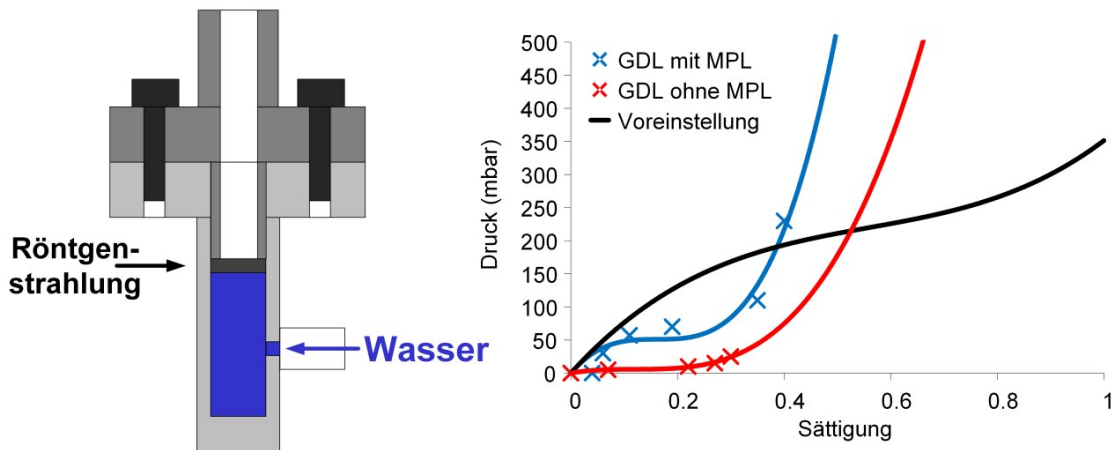 Röntgen-
strahlung
Wasser
500
450
400
350
300
250
200
150
100
50
0
Druck (mbar)
GDL mit MPL
GDL ohne MPL
Voreinstellung
0
0.2
0.4
0.6
0.8
1
Sättigung